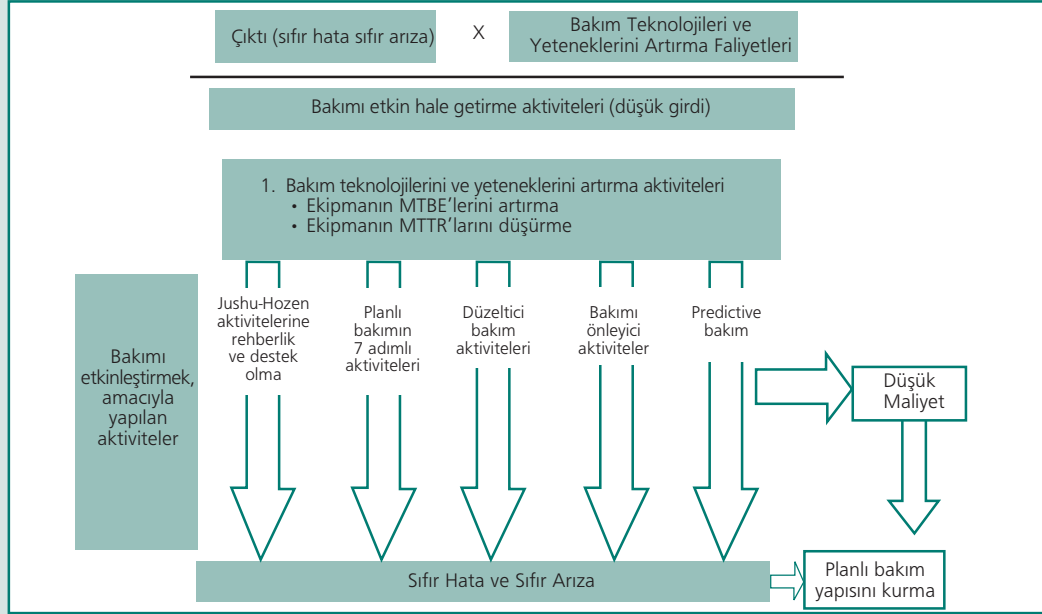 Çıktı (sıfır hata sıfır arıza)
X
Bakım Teknolojileri ve
Yeteneklerini Artırma Faliyetleri
Bakımı etkin hale getirme aktiviteleri (düşük girdi)
1. Bakım teknolojilerini ve yeteneklerini artırma aktiviteleri
• Ekipmanın MTBE’lerini artırma
• Ekipmanın MTTR’larını düşürme
Bakımı
etkinleştirmek,
amacıyla
yapılan
aktiviteler
Jushu-Hozen
aktivitelerine
rehberlik
ve destek
olma
Planlı
bakımın
7 adımlı
aktiviteleri
Düzeltici
bakım
aktiviteleri
Bakımı
önleyici
aktiviteler
Predictive
bakım
Düşük
Maliyet
Sıfır Hata ve Sıfır Arıza
Planlı bakım
yapısını kurma